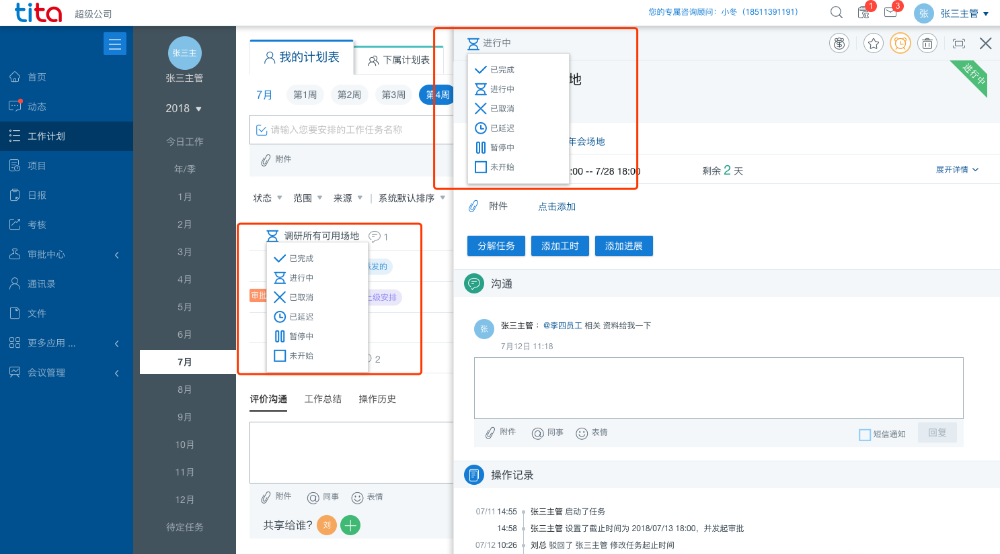 tita 超级公司
您的专属咨询顾问：小冬（18511391191）
1
3
张
张三主管
首页
动态
工作计划
项目
日报
考核
审批中心
通讯录
文件
更多应用 ...
会议管理
张三主
张三主管
2018
今日工作
年/季
1月
2月
3月
4月
5月
6月
7月
8月
9月
10月
11月
12月
待定任务
我的计划表
下属计划表
7月 第1周 第2周 第3周 第4周
请输入您要安排的工作任务名称
附件
状态 范围 来源 | 系统默认排序
调研所有可用场地 1
已完成
进行中
已取消
已延迟
暂停中
未开始
派发的
审批
上级安排
2
评价沟通 工作总结 操作历史
附件 同事 表情
共享给谁? 刘
进行中
已完成
进行中
已取消
已延迟
暂停中
未开始
地
进行中
年会场地
:00 -- 7/28 18:00
剩余 2 天
展开详情
附件 点击添加
分解任务 添加工时 添加进展
沟通
张
张三主管： @李四员工 相关 资料给我一下
7月12日 11:18
附件 同事 表情
短信通知 回复
操作记录
07/11 14:55 张三主管 启动了任务
14:58 张三主管 设置了截止时间为 2018/07/13 18:00，并发起审批
07/12 10:26 刘总 驳回了 张三主管 修改任务起止时间